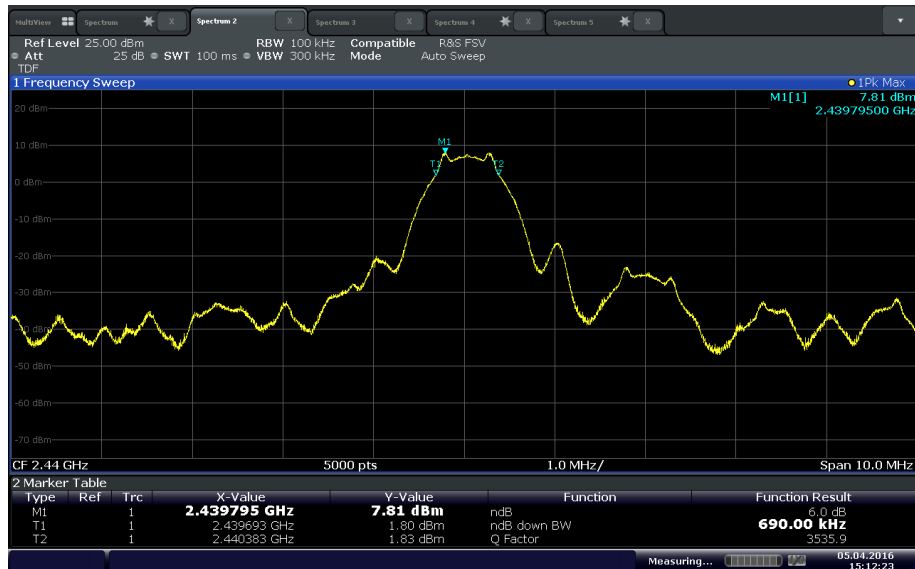 MultiView Spectrum X Spectrum 2 X Spectrum 3 X Spectrum 4 X Spectrum 5 X
Ref Level 25.00 dBm RBW 100 kHz Compatible R&S FSV
Att 25 dB SWT 100 ms VBW 300 kHz Mode Auto Sweep
TDF
1 Frequency Sweep 1Pk Max
M1[1] 7.81 dBm
2.43979500 GHz
20 dBm
10 dBm
M1
T1 T2
0 dBm
-10 dBm
-20 dBm
-30 dBm
-50 dBm
-60 dBm
-70 dBm
CF 2.44 GHz 5000 pts 1.0 MHz/ Span 10.0 MHz
2 Marker Table
Type Ref Trc X-Value Y-Value Function Function Result
M1 1 2.439795 GHz 7.81 dBm ndB 6.0 dB
T1 1 2.439693 GHz 1.80 dBm ndB down BW 690.00 kHz
T2 1 2.440383 GHz 1.83 dBm Q Factor 3535.9
Measuring... 05.04.2016
15:12:23